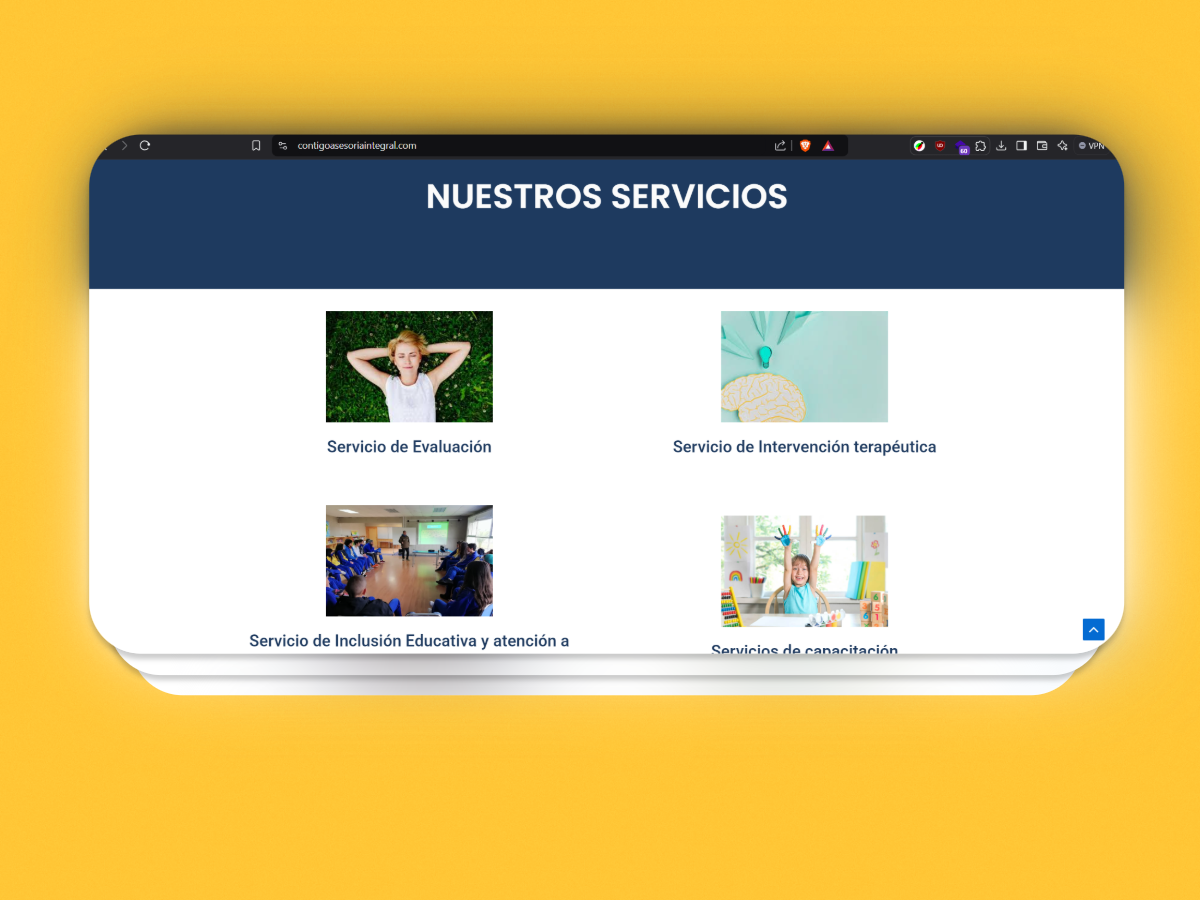 contigoasesoriaintegral.com
60
VPN
NUESTROS SERVICIOS
Servicio de Evaluación
Servicio de Intervención terapéutica
Servicio de Inclusión Educativa y atención a
Servicios de capacitación